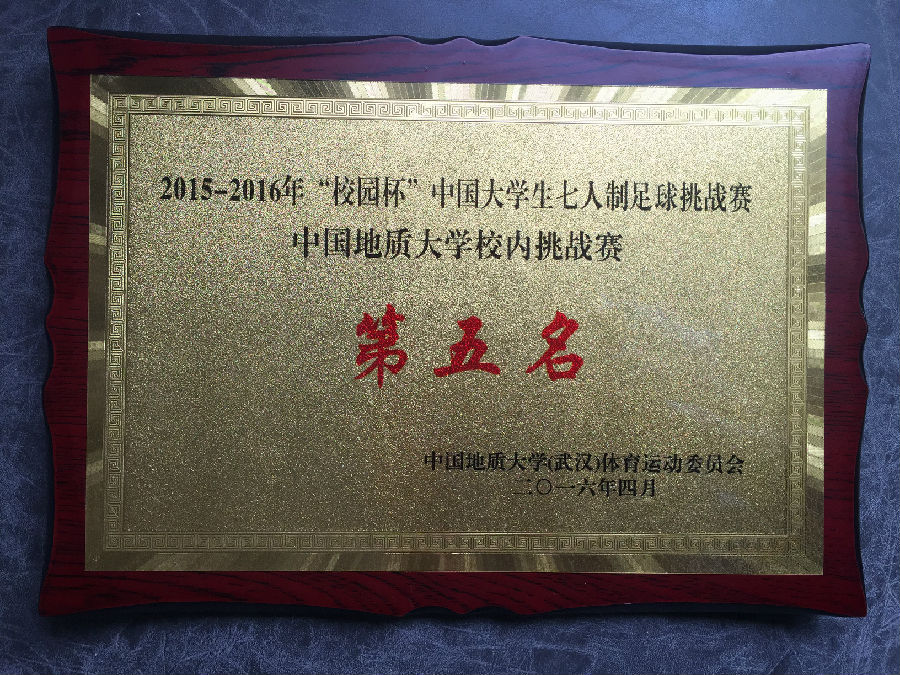 2015-2016年“校园杯”中国大学生七人制足球挑战赛
中国地质大学校内挑战赛
第五名
中国地质大学(武汉)体育运动委员会
二〇一六年四月